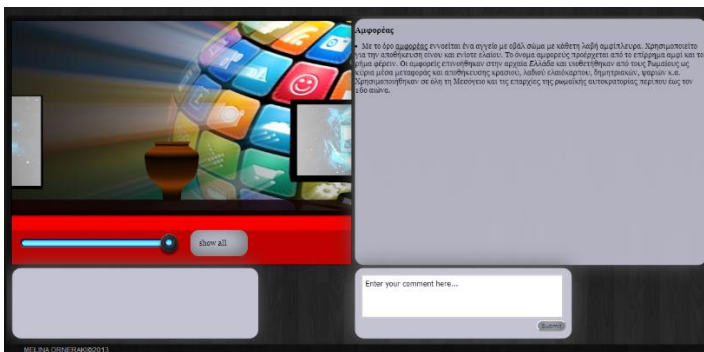 Αμφορέας
• Με το όρο αμφορέας εννοείται ένα αγγείο με οβάλ σώμα με κάθετη λαβή αμφίπλευρα. Χρησιμοποιείτο
για την αποθήκευση οίνου και ενίοτε ελαίου. Το όνομα αμφορεύς προέρχεται από το επίρρημα αμφί και το
ρήμα φέρειν. Οι αμφορείς επινοήθηκαν στην αρχαία Ελλάδα και υιοθετήθηκαν από τους Ρωμαίους ως
κύρια μέσα μεταφοράς και αποθήκευσης κρασιού, λαδιού ελαιόκαρπου, δημητριακών, ψαριών κ.α.
Χρησιμοποιήθηκαν σε όλη τη Μεσόγειο και τις επαρχίες της ρωμαϊκής αυτοκρατορίας περίπου έως τον
16ο αιώνα.
show all
Enter your comment here...
Submit
MELINA ORNERAKI©2013